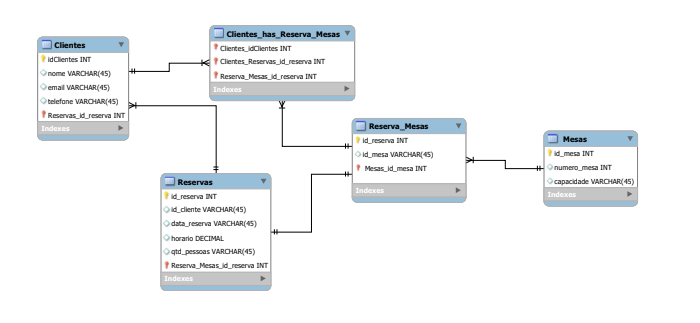 Clientes
idClientes INT
nome VARCHAR(45)
email VARCHAR(45)
telefone VARCHAR(45)
Reservas_id_reserva INT
Indexes
Clientes_has_Reserva_Mesas
Clientes_idClientes INT
Clientes_Reservas_id_reserva INT
Reserva_Mesas_id_reserva INT
Indexes
Reserva_Mesas
id_reserva INT
id_mesa VARCHAR(45)
Mesas_id_mesa INT
Indexes
Mesas
id_mesa INT
numero_mesa INT
capacidade VARCHAR(45)
Indexes
Reservas
id_reserva INT
id_cliente VARCHAR(45)
data_reserva VARCHAR(45)
horario DECIMAL
qtd_pessoas VARCHAR(45)
Reserva_Mesas_id_reserva INT
Indexes